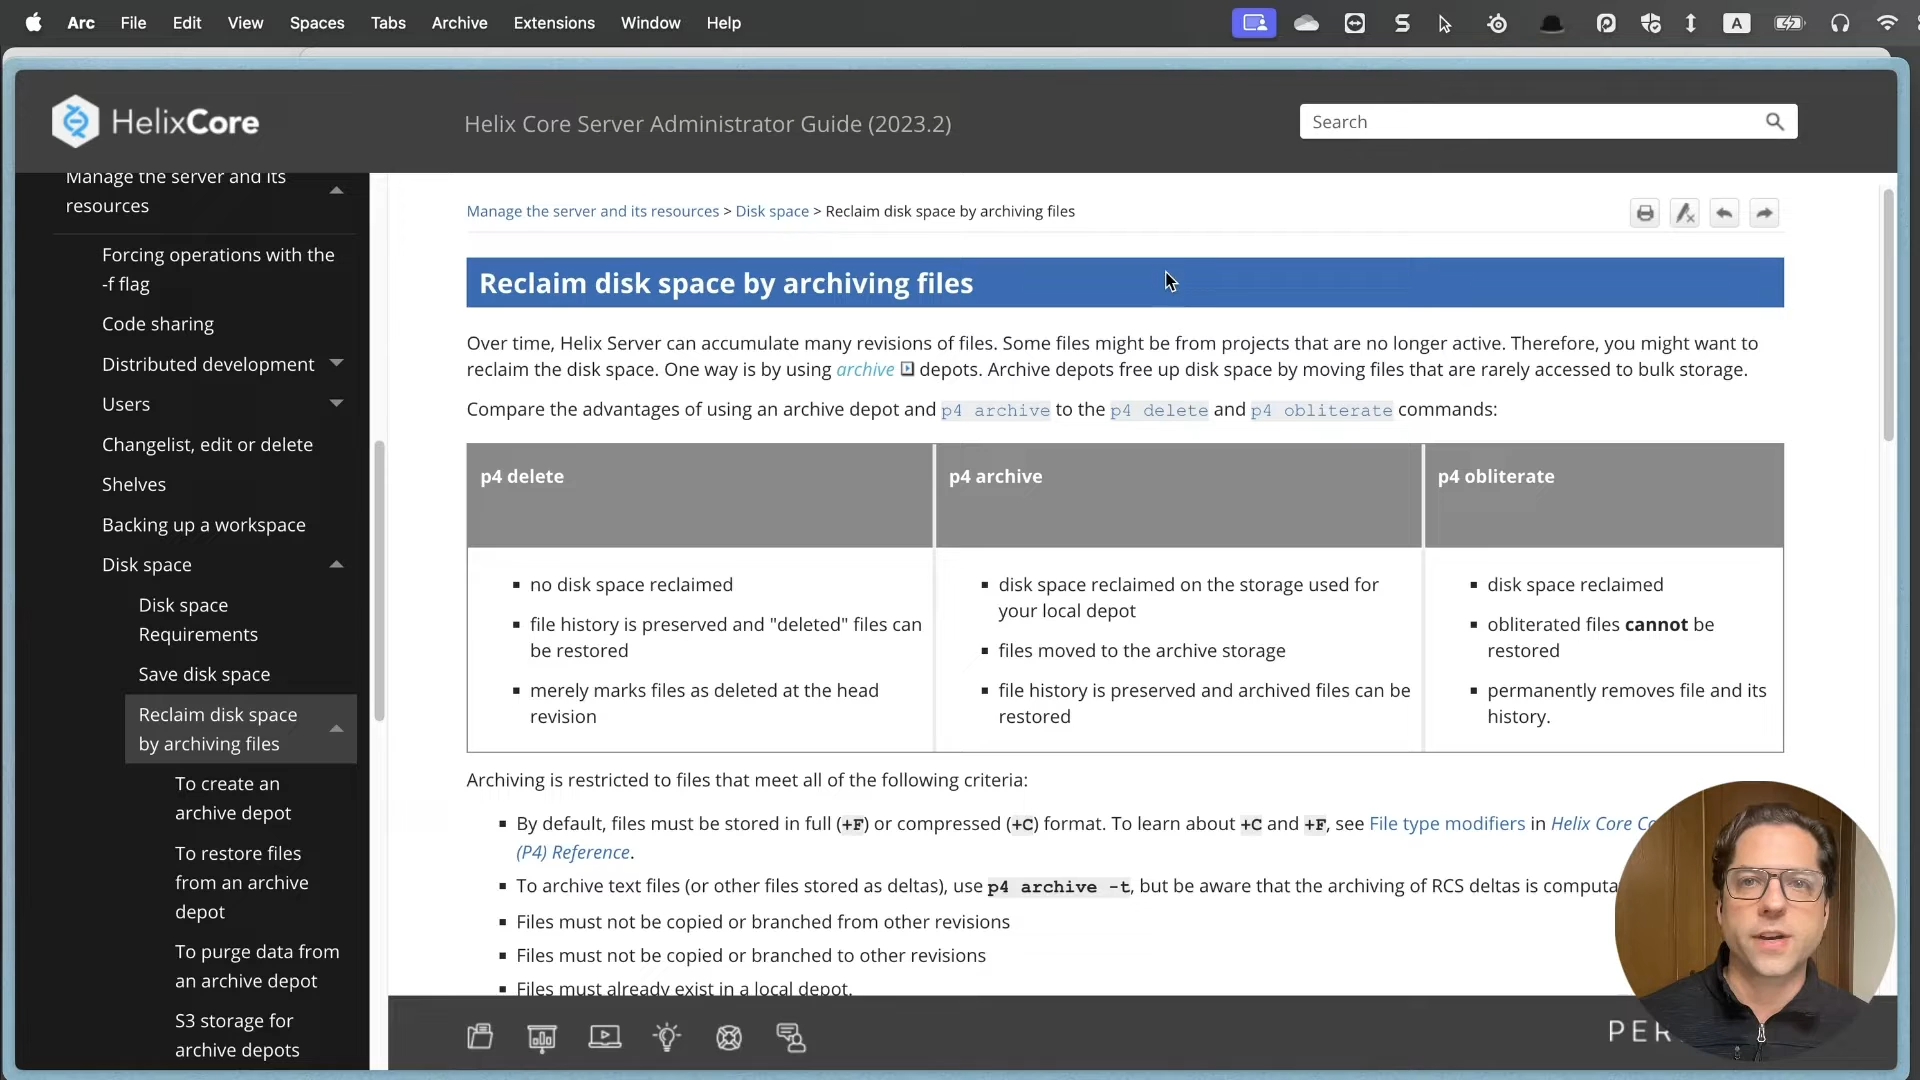 Arc File Edit View Spaces Tabs Archive Extensions Window Help
S
A
HelixCore
Helix Core Server Administrator Guide (2023.2)
Search
Manage the server and its
resources
Forcing operations with the
-f flag
Code sharing
Distributed development
Users
Changelist, edit or delete
Shelves
Backing up a workspace
Disk space
Disk space
Requirements
Save disk space
Reclaim disk space
by archiving files
To create an
archive depot
To restore files
from an archive
depot
To purge data from
an archive depot
S3 storage for
archive depots
Manage the server and its resources > Disk space > Reclaim disk space by archiving files
Reclaim disk space by archiving files
Over time, Helix Server can accumulate many revisions of files. Some files might be from projects that are no longer active. Therefore, you might want to
reclaim the disk space. One way is by using archive depots. Archive depots free up disk space by moving files that are rarely accessed to bulk storage.
Compare the advantages of using an archive depot and p4 archive to the p4 delete and p4 obliterate commands:
p4 delete
▪ no disk space reclaimed
▪ file history is preserved and "deleted" files can
be restored
▪ merely marks files as deleted at the head
revision
p4 archive
▪ disk space reclaimed on the storage used for
your local depot
▪ files moved to the archive storage
▪ file history is preserved and archived files can be
restored
p4 obliterate
▪ disk space reclaimed
▪ obliterated files cannot be
restored
▪ permanently removes file and its
history.
Archiving is restricted to files that meet all of the following criteria:
▪ By default, files must be stored in full (+F) or compressed (+C) format. To learn about +C and +F, see File type modifiers in Helix Core Co
(P4) Reference.
▪ To archive text files (or other files stored as deltas), use p4 archive -t, but be aware that the archiving of RCS deltas is computa
▪ Files must not be copied or branched from other revisions
▪ Files must not be copied or branched to other revisions
▪ Files must already exist in a local depot.
PER